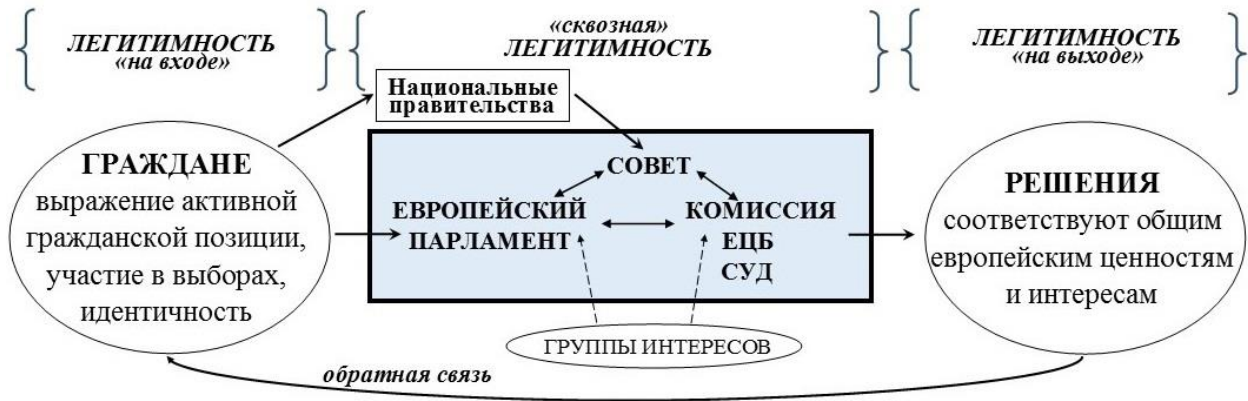 ЛЕГИТИМНОСТЬ
«на входе»
«сквозная»
ЛЕГИТИМНОСТЬ
ЛЕГИТИМНОСТЬ
«на выходе»
Национальные
правительства
ГРАЖДАНЕ
выражение активной
гражданской позиции,
участие в выборах,
идентичность
СОВЕТ
ЕВРОПЕЙСКИЙ
ПАРЛАМЕНТ
КОМИССИЯ
ЕЦБ
СУД
РЕШЕНИЯ
соответствуют общим
европейским ценностям
и интересам
ГРУППЫ ИНТЕРЕСОВ
обратная связь